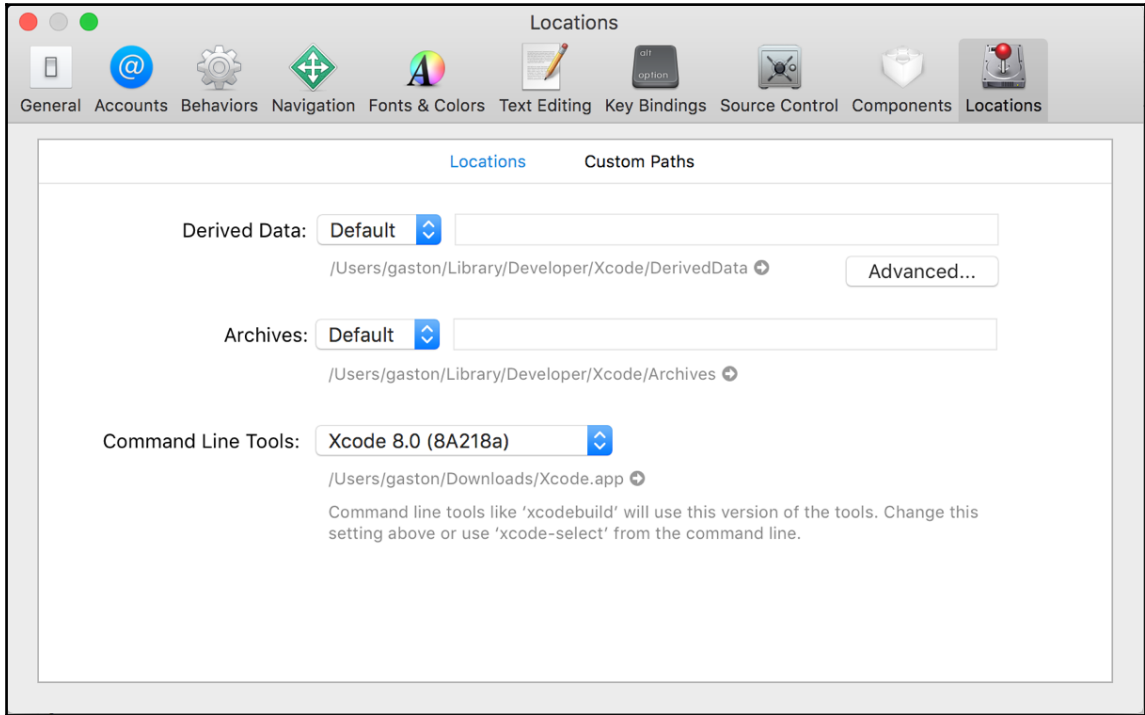 Locations
alt
option
General Accounts Behaviors Navigation Fonts & Colors Text Editing Key Bindings Source Control Components Locations
Locations Custom Paths
Derived Data: Default
/Users/gaston/Library/Developer/Xcode/DerivedData
Advanced...
Archives: Default
/Users/gaston/Library/Developer/Xcode/Archives
Command Line Tools: Xcode 8.0 (8A218a)
/Users/gaston/Downloads/Xcode.app
Command line tools like ‘xcodebuild’ will use this version of the tools. Change this
setting above or use ‘xcode-select’ from the command line.